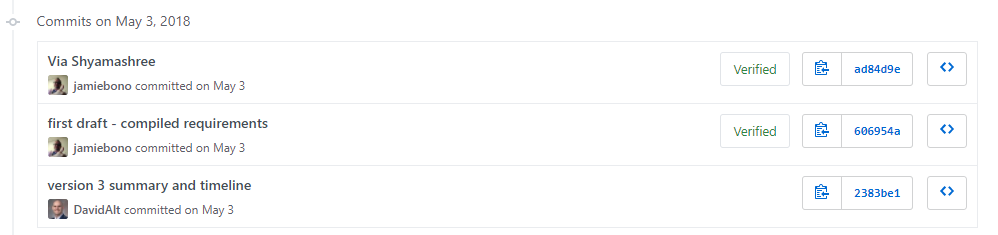 Commits on May 3, 2018
Via Shyamashree
jamiebono committed on May 3
Verified
ad84d9e
first draft - compiled requirements
jamiebono committed on May 3
Verified
606954a
version 3 summary and timeline
DavidAlt committed on May 3
2383be1